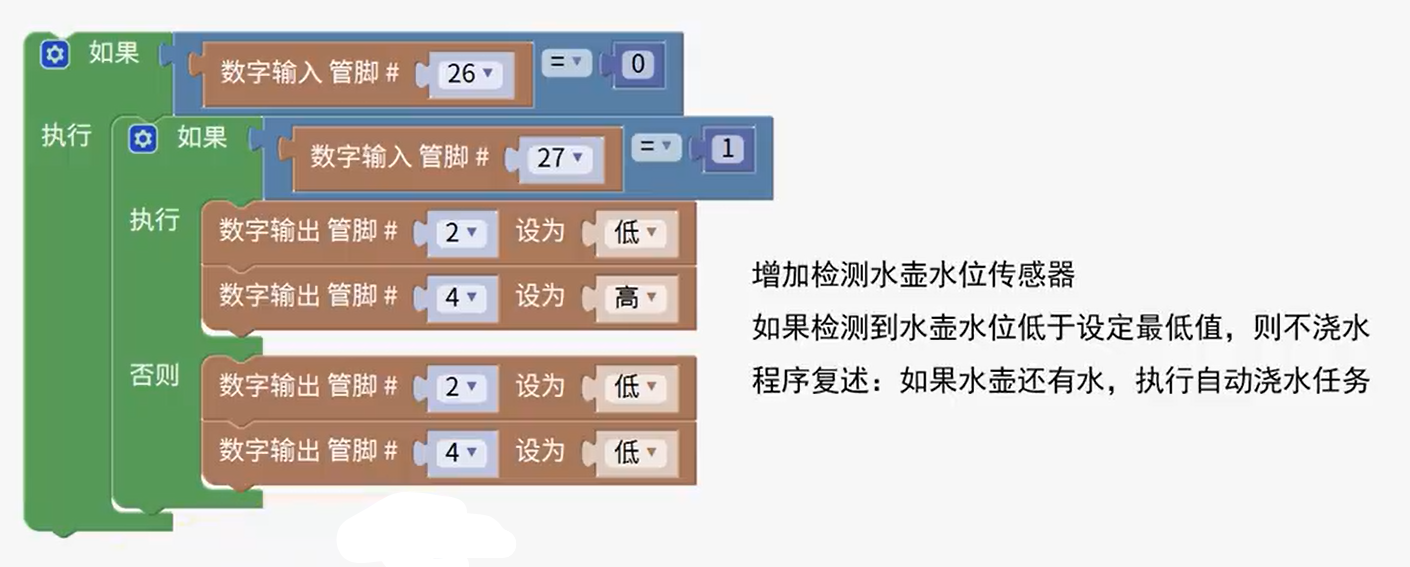 如果 数字输入 管脚 # 26 = 0
执行 如果 数字输入 管脚 # 27 = 1
执行 数字输出 管脚 # 2 设为 低
数字输出 管脚 # 4 设为 高
否则 数字输出 管脚 # 2 设为 低
数字输出 管脚 # 4 设为 低
增加检测水壶水位传感器
如果检测到水壶水位低于设定最低值，则不浇水
程序复述：如果水壶还有水，执行自动浇水任务